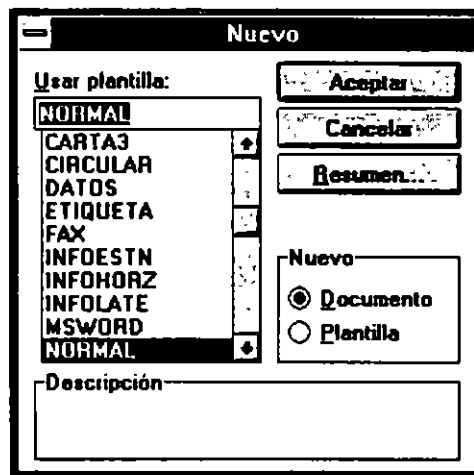 Nuevo
Usar plantilla:
NORMAL
CARTA3
CIRCULAR
DATOS
ETIQUETA
FAX
INFOESTN
INFOHORZ
INFOLATE
MSWORD
NORMAL
Aceptar
Cancelar
Resumen...
Nuevo
Documento
Plantilla
Descripción